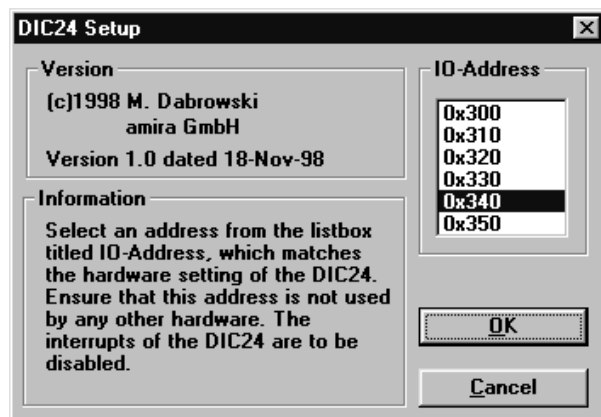 DIC24 Setup
Version
(c)1998 M. Dabrowski
amira GmbH
Version 1.0 dated 18-Nov-98
Information
Select an address from the listbox
titled IO-Address, which matches
the hardware setting of the DIC24.
Ensure that this address is not used
by any other hardware. The
interrupts of the DIC24 are to be
disabled.
IO-Address
0x300
0x310
0x320
0x330
0x340
0x350
OK
Cancel